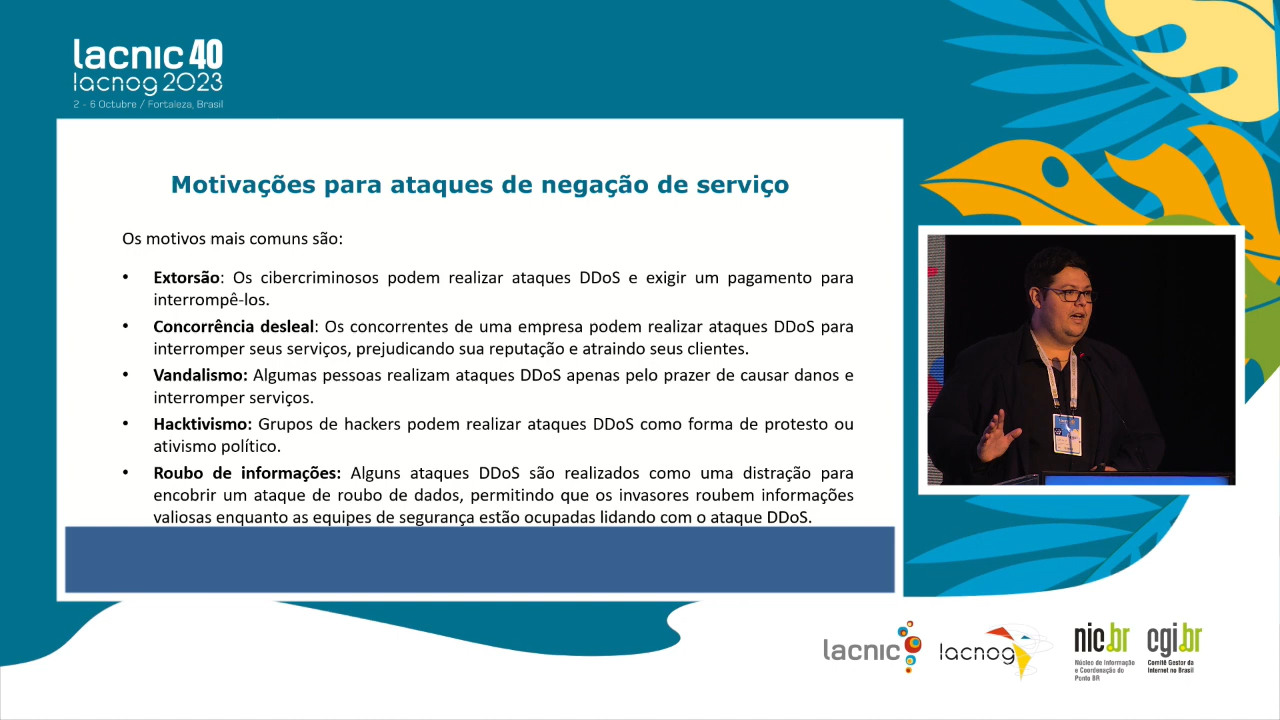 lacnic 40
lacnog 2023
2 - 6 Octubre / Fortaleza, Brasil
Motivações para ataques de negação de serviço
Os motivos mais comuns são:
• Extorsão: Os cibercriminosos podem realizar ataques DDoS e exigir um pagamento para
interrompê-los.
• Concorrência desleal: Os concorrentes de uma empresa podem realizar ataques DDoS para
interromper seus serviços, prejudicando sua reputação e atraindo seus clientes.
• Vandalismo: Algumas pessoas realizam ataques DDoS apenas pelo prazer de causar danos e
interromper serviços.
• Hacktivismo: Grupos de hackers podem realizar ataques DDoS como forma de protesto ou
ativismo político.
• Roubo de informações: Alguns ataques DDoS são realizados como uma distração para
encobrir um ataque de roubo de dados, permitindo que os invasores roubem informações
valiosas enquanto as equipes de segurança estão ocupadas lidando com o ataque DDoS.
lacnic
lacnog
nic.br
Núcleo de Informação
e Coordenação do
Ponto BR
cgi.br
Comitê Gestor da
Internet no Brasil